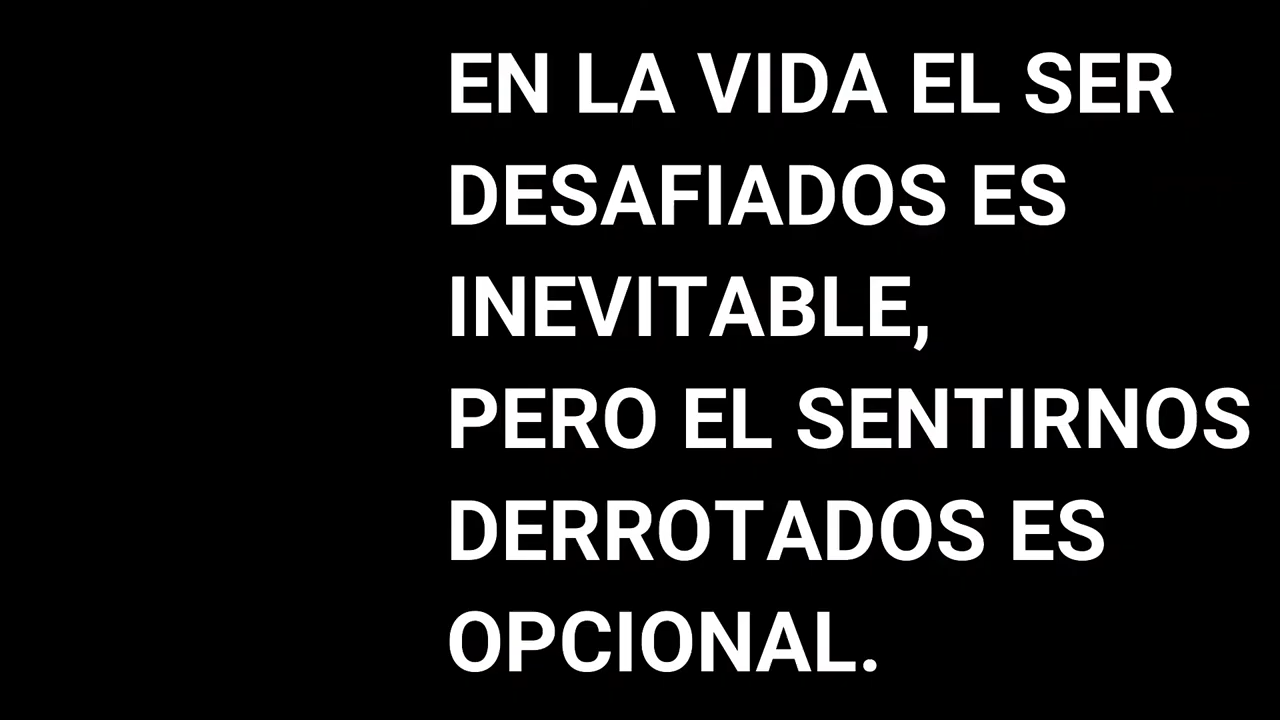 EN LA VIDA EL SER
DESAFIADOS ES
INEVITABLE,
PERO EL SENTIRNOS
DERROTADOS ES
OPCIONAL.